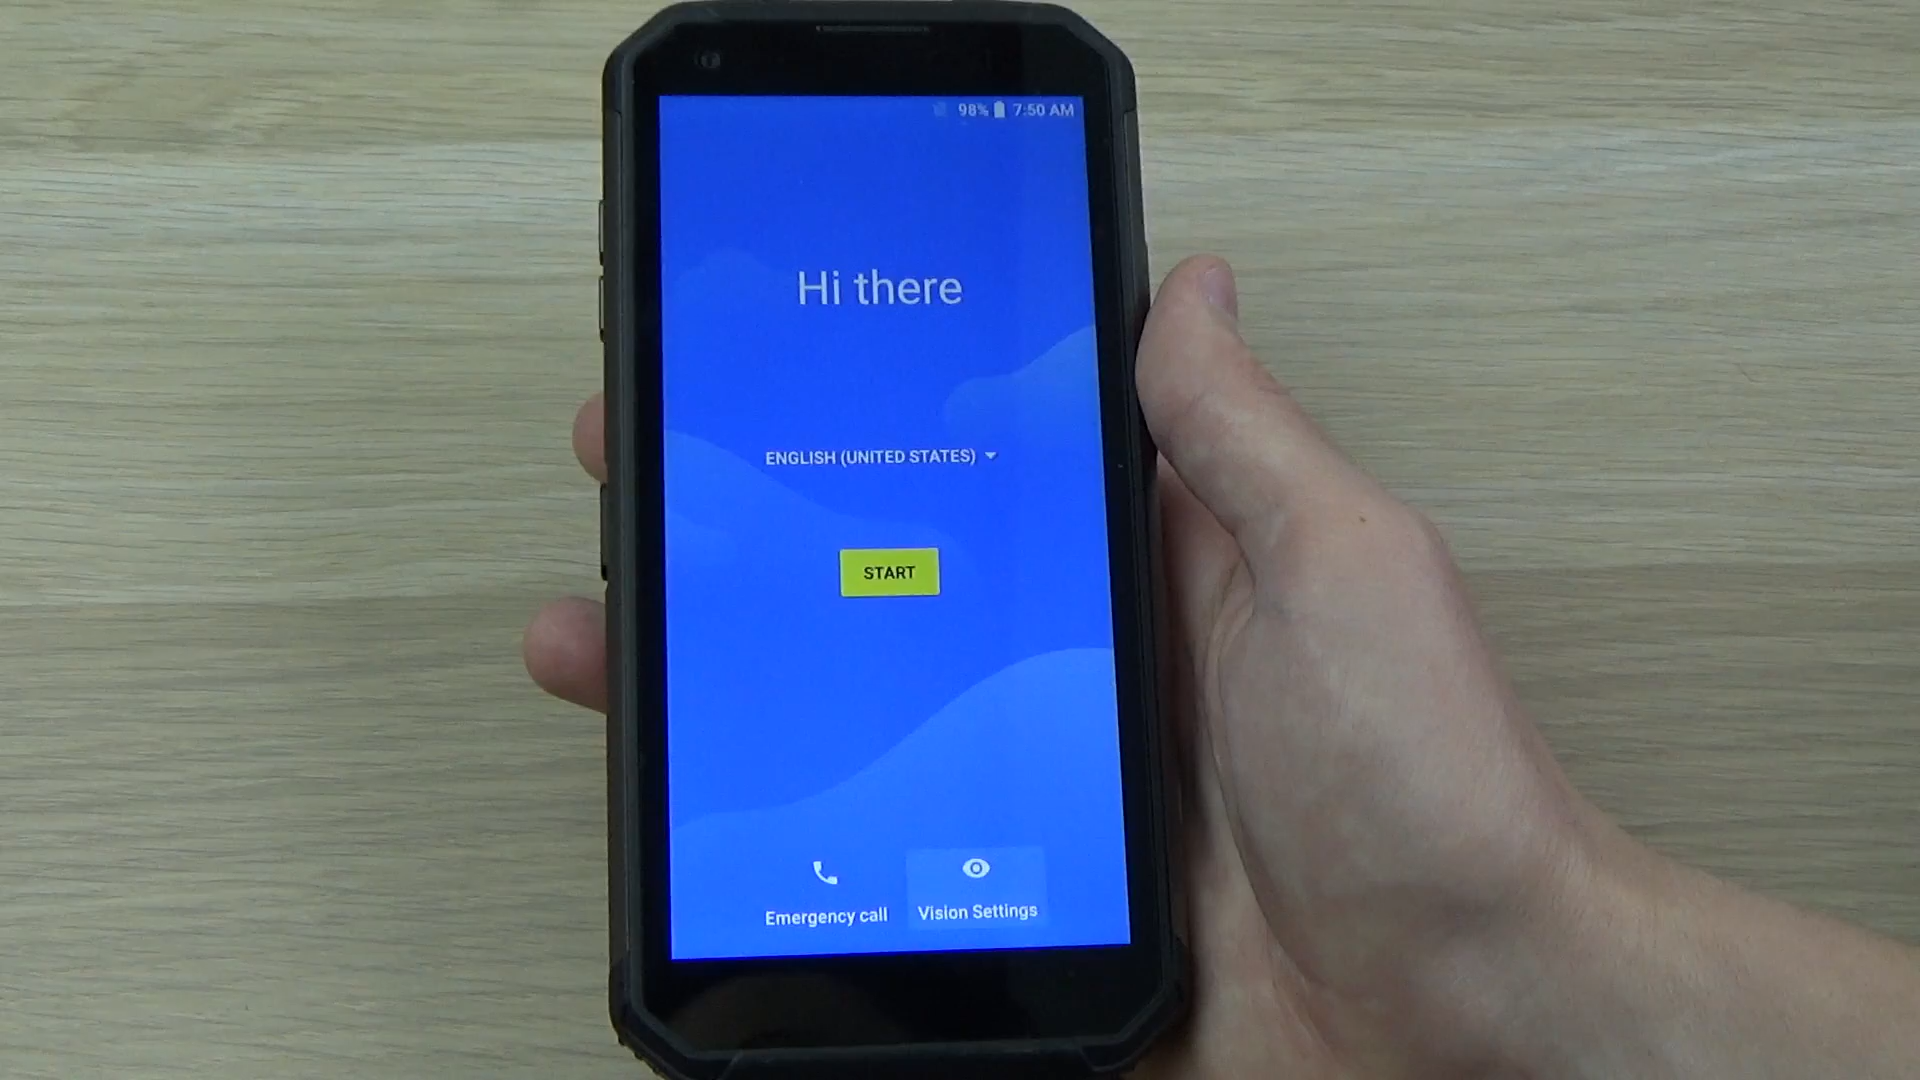 98% 7:50 AM
Hi there
ENGLISH (UNITED STATES)
START
Emergency call
Vision Settings